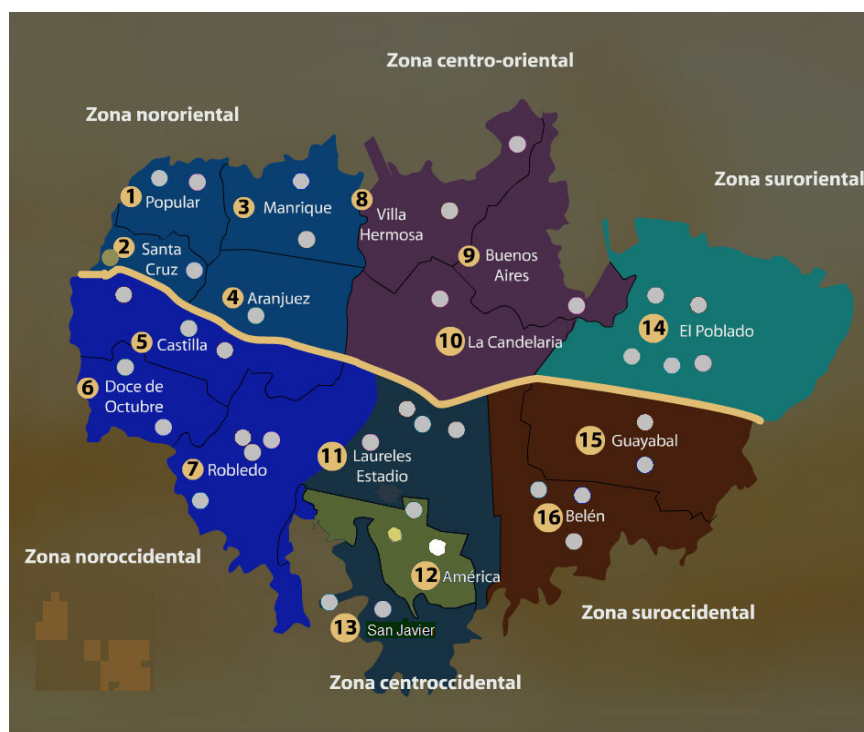 Zona centro-oriental
Zona nororiental
Zona suroriental
1 Popular
3 Manrique
8 Villa
Hermosa
2 Santa
Cruz
9 Buenos
Aires
4 Aranjuez
14 El Poblado
10 La Candelaria
5 Castilla
6 Doce de
Octubre
15 Guayabal
11 Laureles
Estadio
7 Robledo
16 Belén
12 América
Zona noroccidental
Zona suroccidental
13 San Javier
Zona centroccidental